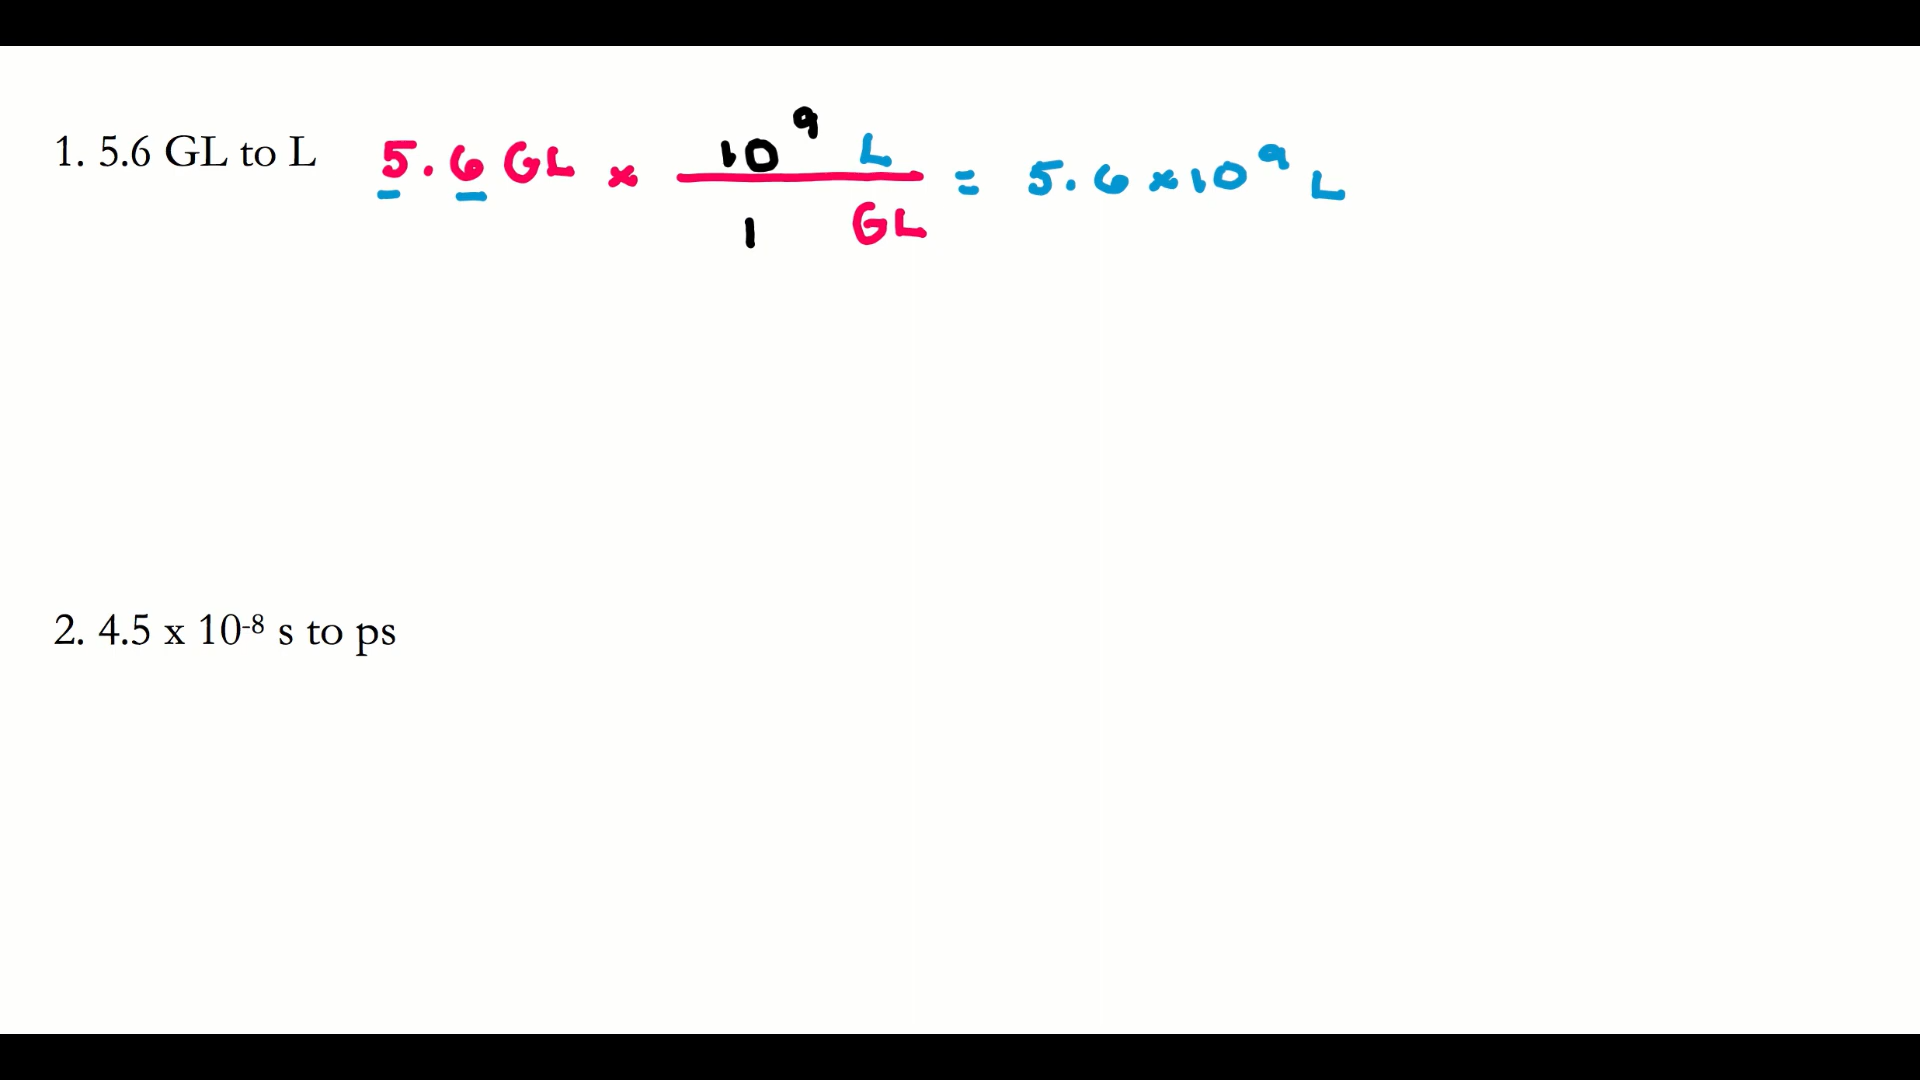 1. 5.6 GL to L 5.6 GL × 10⁹ L / 1 GL = 5.6 × 10⁹ L
2. 4.5 x 10⁻⁸ s to ps